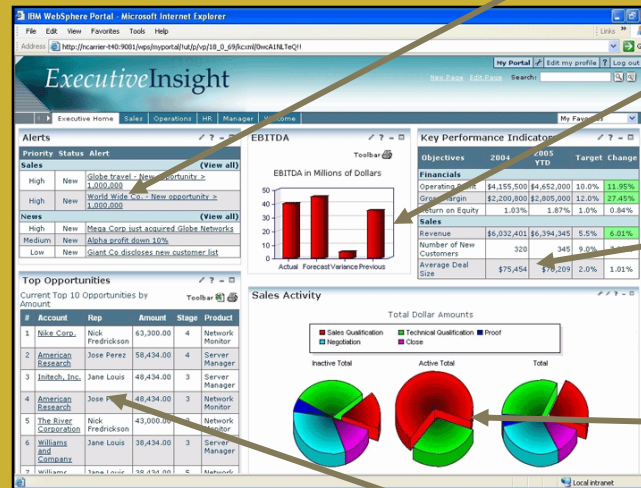 IBM WebSphere Portal - Microsoft Internet Explorer
File Edit View Favorites Tools Help
Links »
Address http://ncarrier-t40:9081/wps/myportal/!ut/p/vp/18_0_69/kcxml/0wcA1NLTeQ!!
My Portal Edit my profile ? Log out
ExecutiveInsight
New Page Edit Page Search:
Executive Home Sales Operations HR Manager Welcome
My Favorites
Alerts
Priority Status Alert
Sales (View all)
High New Globe travel - New opportunity > 
1,000,000
High New World Wide Co. - New opportunity >
1,000,000
News (View all)
High New Mega Corp just acquired Globe Networks
Medium New Alpha profit down 10%
Low New Giant Co discloses new customer list
EBITDA
Toolbar
EBITDA in Millions of Dollars
50
40
30
20
10
0
Actual Forecast Variance Previous
Key Performance Indicators
Objectives 2004 2005 YTD Target Change
Financials
Operating $4,155,500 $4,652,000 10.0% 11.95%
Gross Margin $2,200,800 $2,805,000 12.0% 27.45%
Return on Equity 1.03% 1.87% 1.0% 0.84%
Sales
Revenue $6,032,401 $6,394,345 5.5% 6.01%
Number of New
Customers 320 345 9.0%
Average Deal
Size $75,454 2.0% 1.01%
Top Opportunities
Current Top 10 Opportunities by
Amount
Toolbar
# Account Rep Amount Stage Product
1 Nike Corp. Nick Fredrickson 63,300.00 4 Network Monitor
2 American Research Jose Perez 58,434.00 4 Server Manager
3 Initech, Inc. Jane Louis 48,434.00 3 Server Manager
4 American Research Jose 48,434.00 3 Network Monitor
5 The River Corporation Nick Fredrickson 43,000 3 Network Monitor
6 Williams and Company Jane Louis 38,434.00 3 Server Manager
7 Williams Jane Louis 38,434.00 5 Network
Sales Activity
Total Dollar Amounts
Sales Qualification Technical Qualification Proof
Negotiation Close
Inactive Total Active Total Total
Local intranet